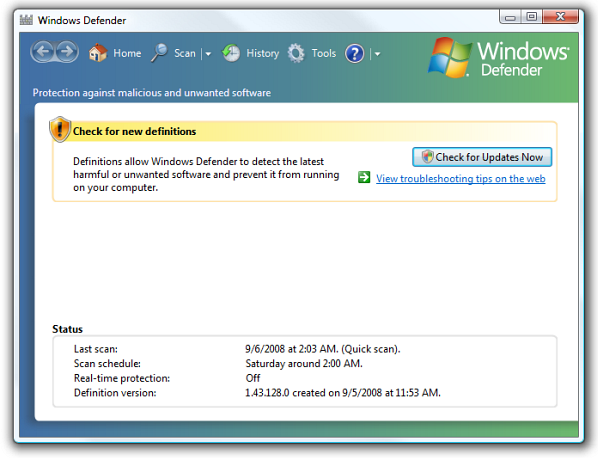 Windows Defender
Home Scan History Tools ?
Windows® Defender
Protection against malicious and unwanted software
Check for new definitions
Definitions allow Windows Defender to detect the latest
harmful or unwanted software and prevent it from running
on your computer.
Check for Updates Now
View troubleshooting tips on the web
Status
Last scan: 9/6/2008 at 2:03 AM. (Quick scan).
Scan schedule: Saturday around 2:00 AM.
Real-time protection: Off
Definition version: 1.43.128.0 created on 9/5/2008 at 11:53 AM.